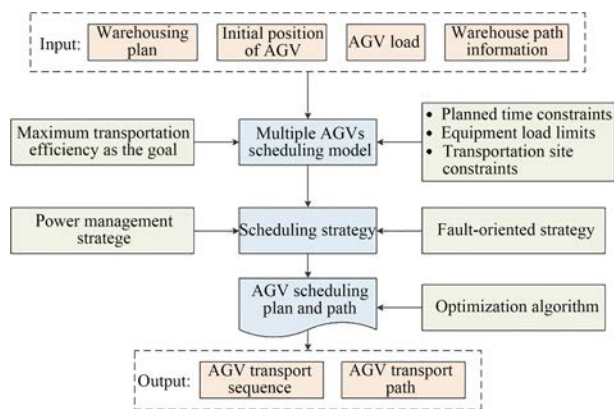 Input:
Warehousing
plan
Initial position
of AGV
AGV load
Warehouse path
information
Maximum transportation
efficiency as the goal
Multiple AGVs
scheduling model
• Planned time constraints
• Equipment load limits
• Transportation site
constraints
Power management
stratege
Scheduling strategy
Fault-oriented strategy
AGV scheduling
plan and path
Optimization algorithm
Output:
AGV transport
sequence
AGV transport
path